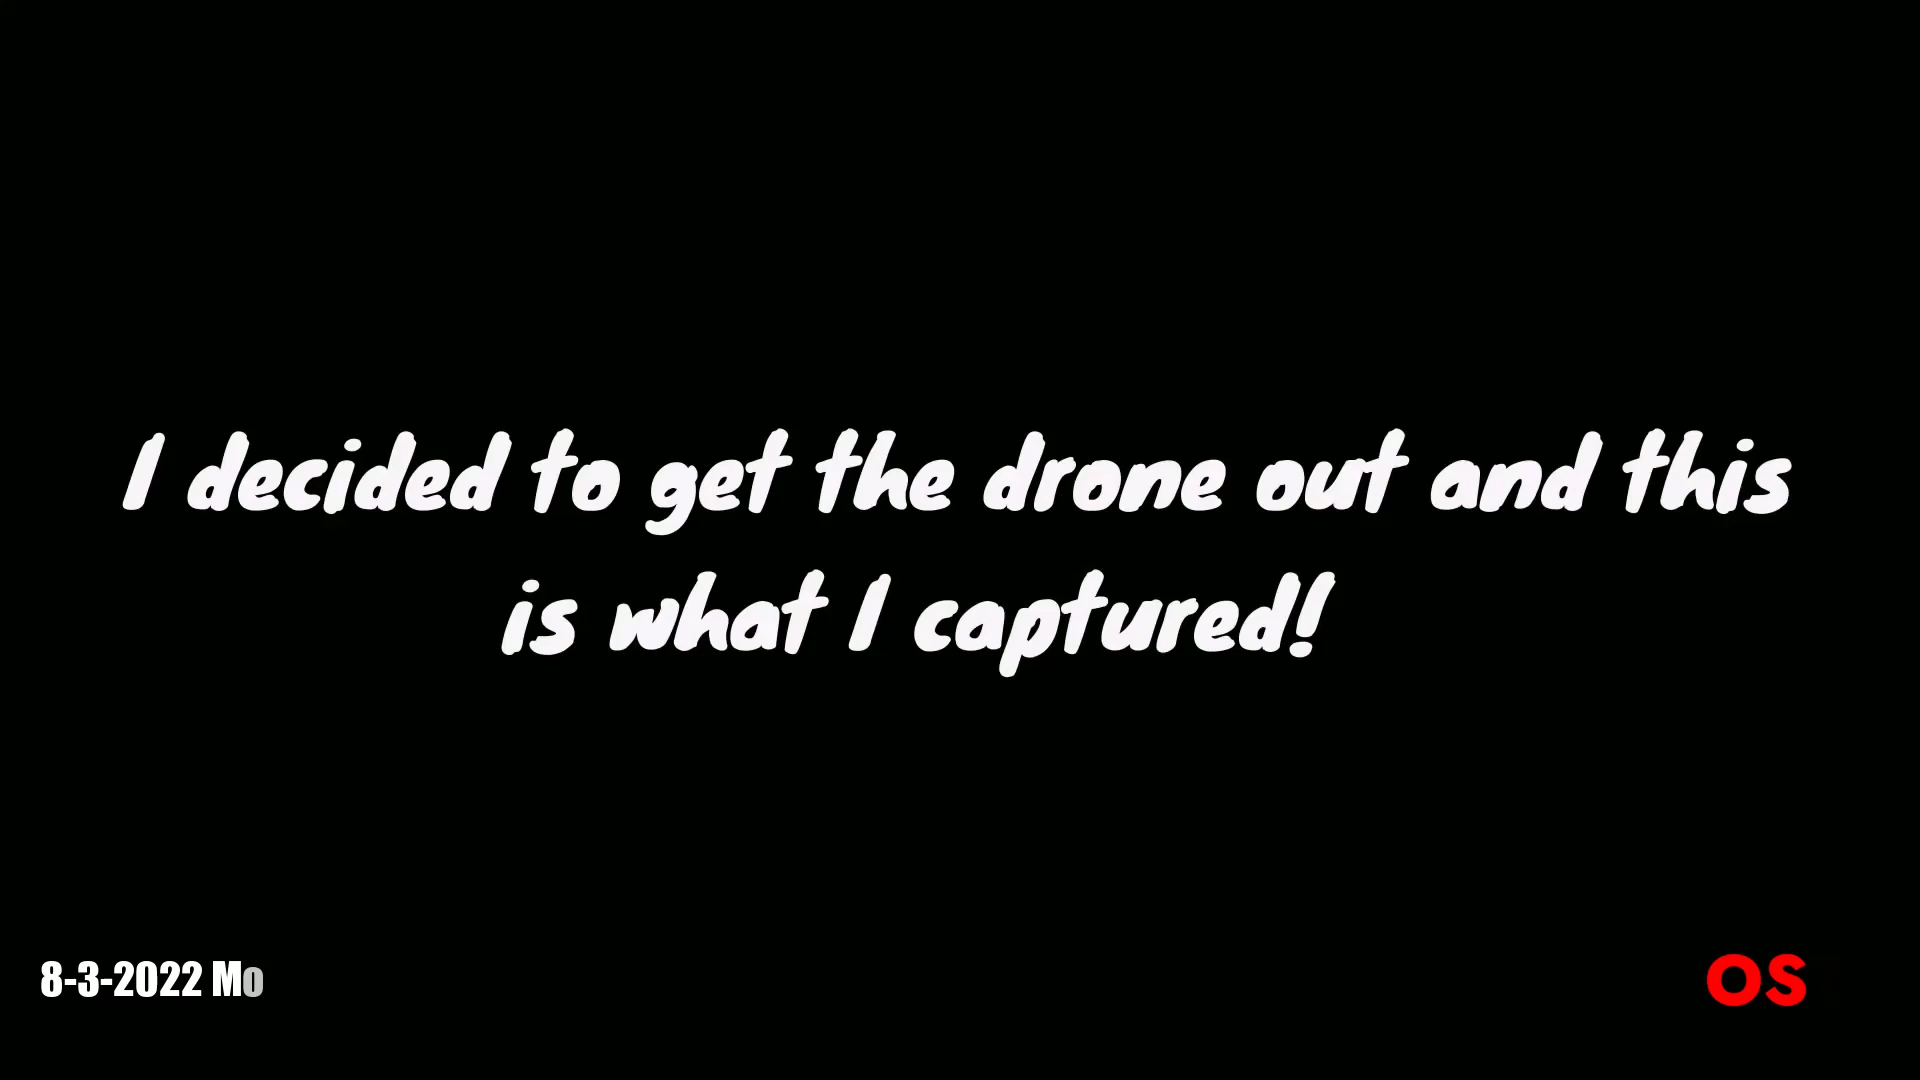 I decided to get the drone out and this
is what I captured!
8-3-2022 Mo
OS